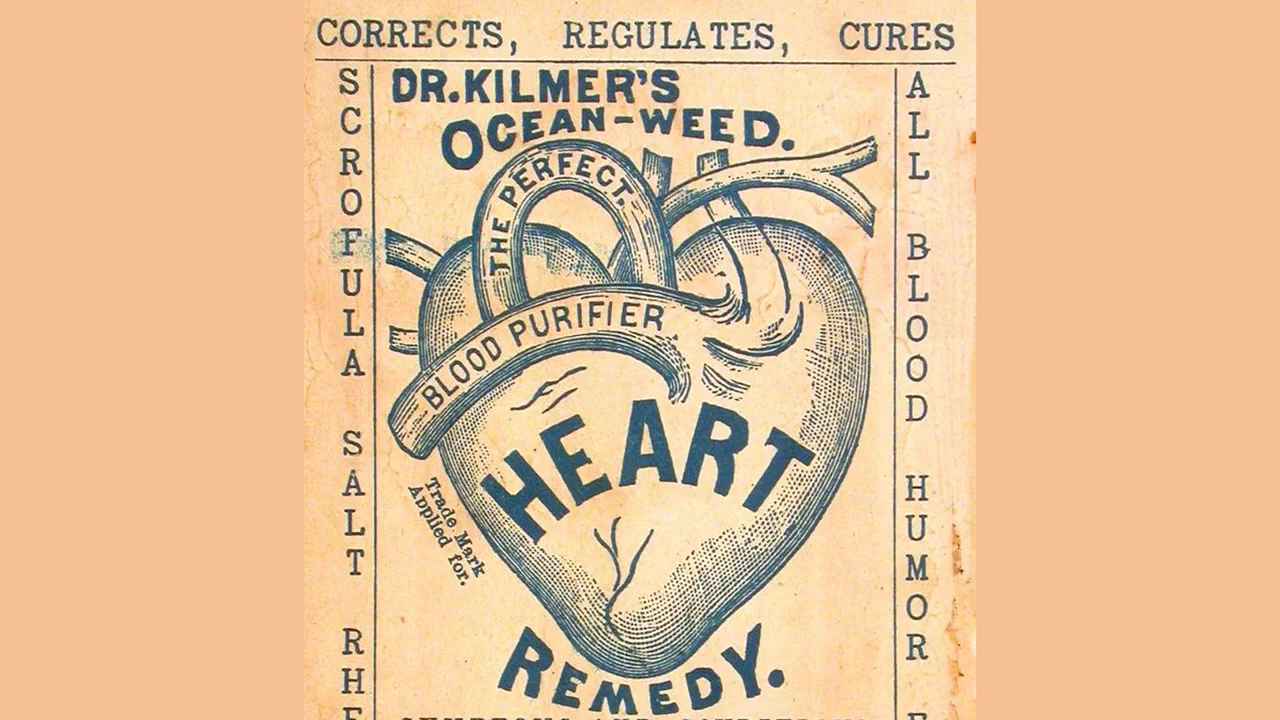 CORRECTS, REGULATES, CURES
DR. KILMER'S
OCEAN-WEED.
THE PERFECT,
BLOOD PURIFIER
HEART
Trade Mark
Applied for.
REMEDY.
SCROFULA SALT
ALL BLOOD HUMOR